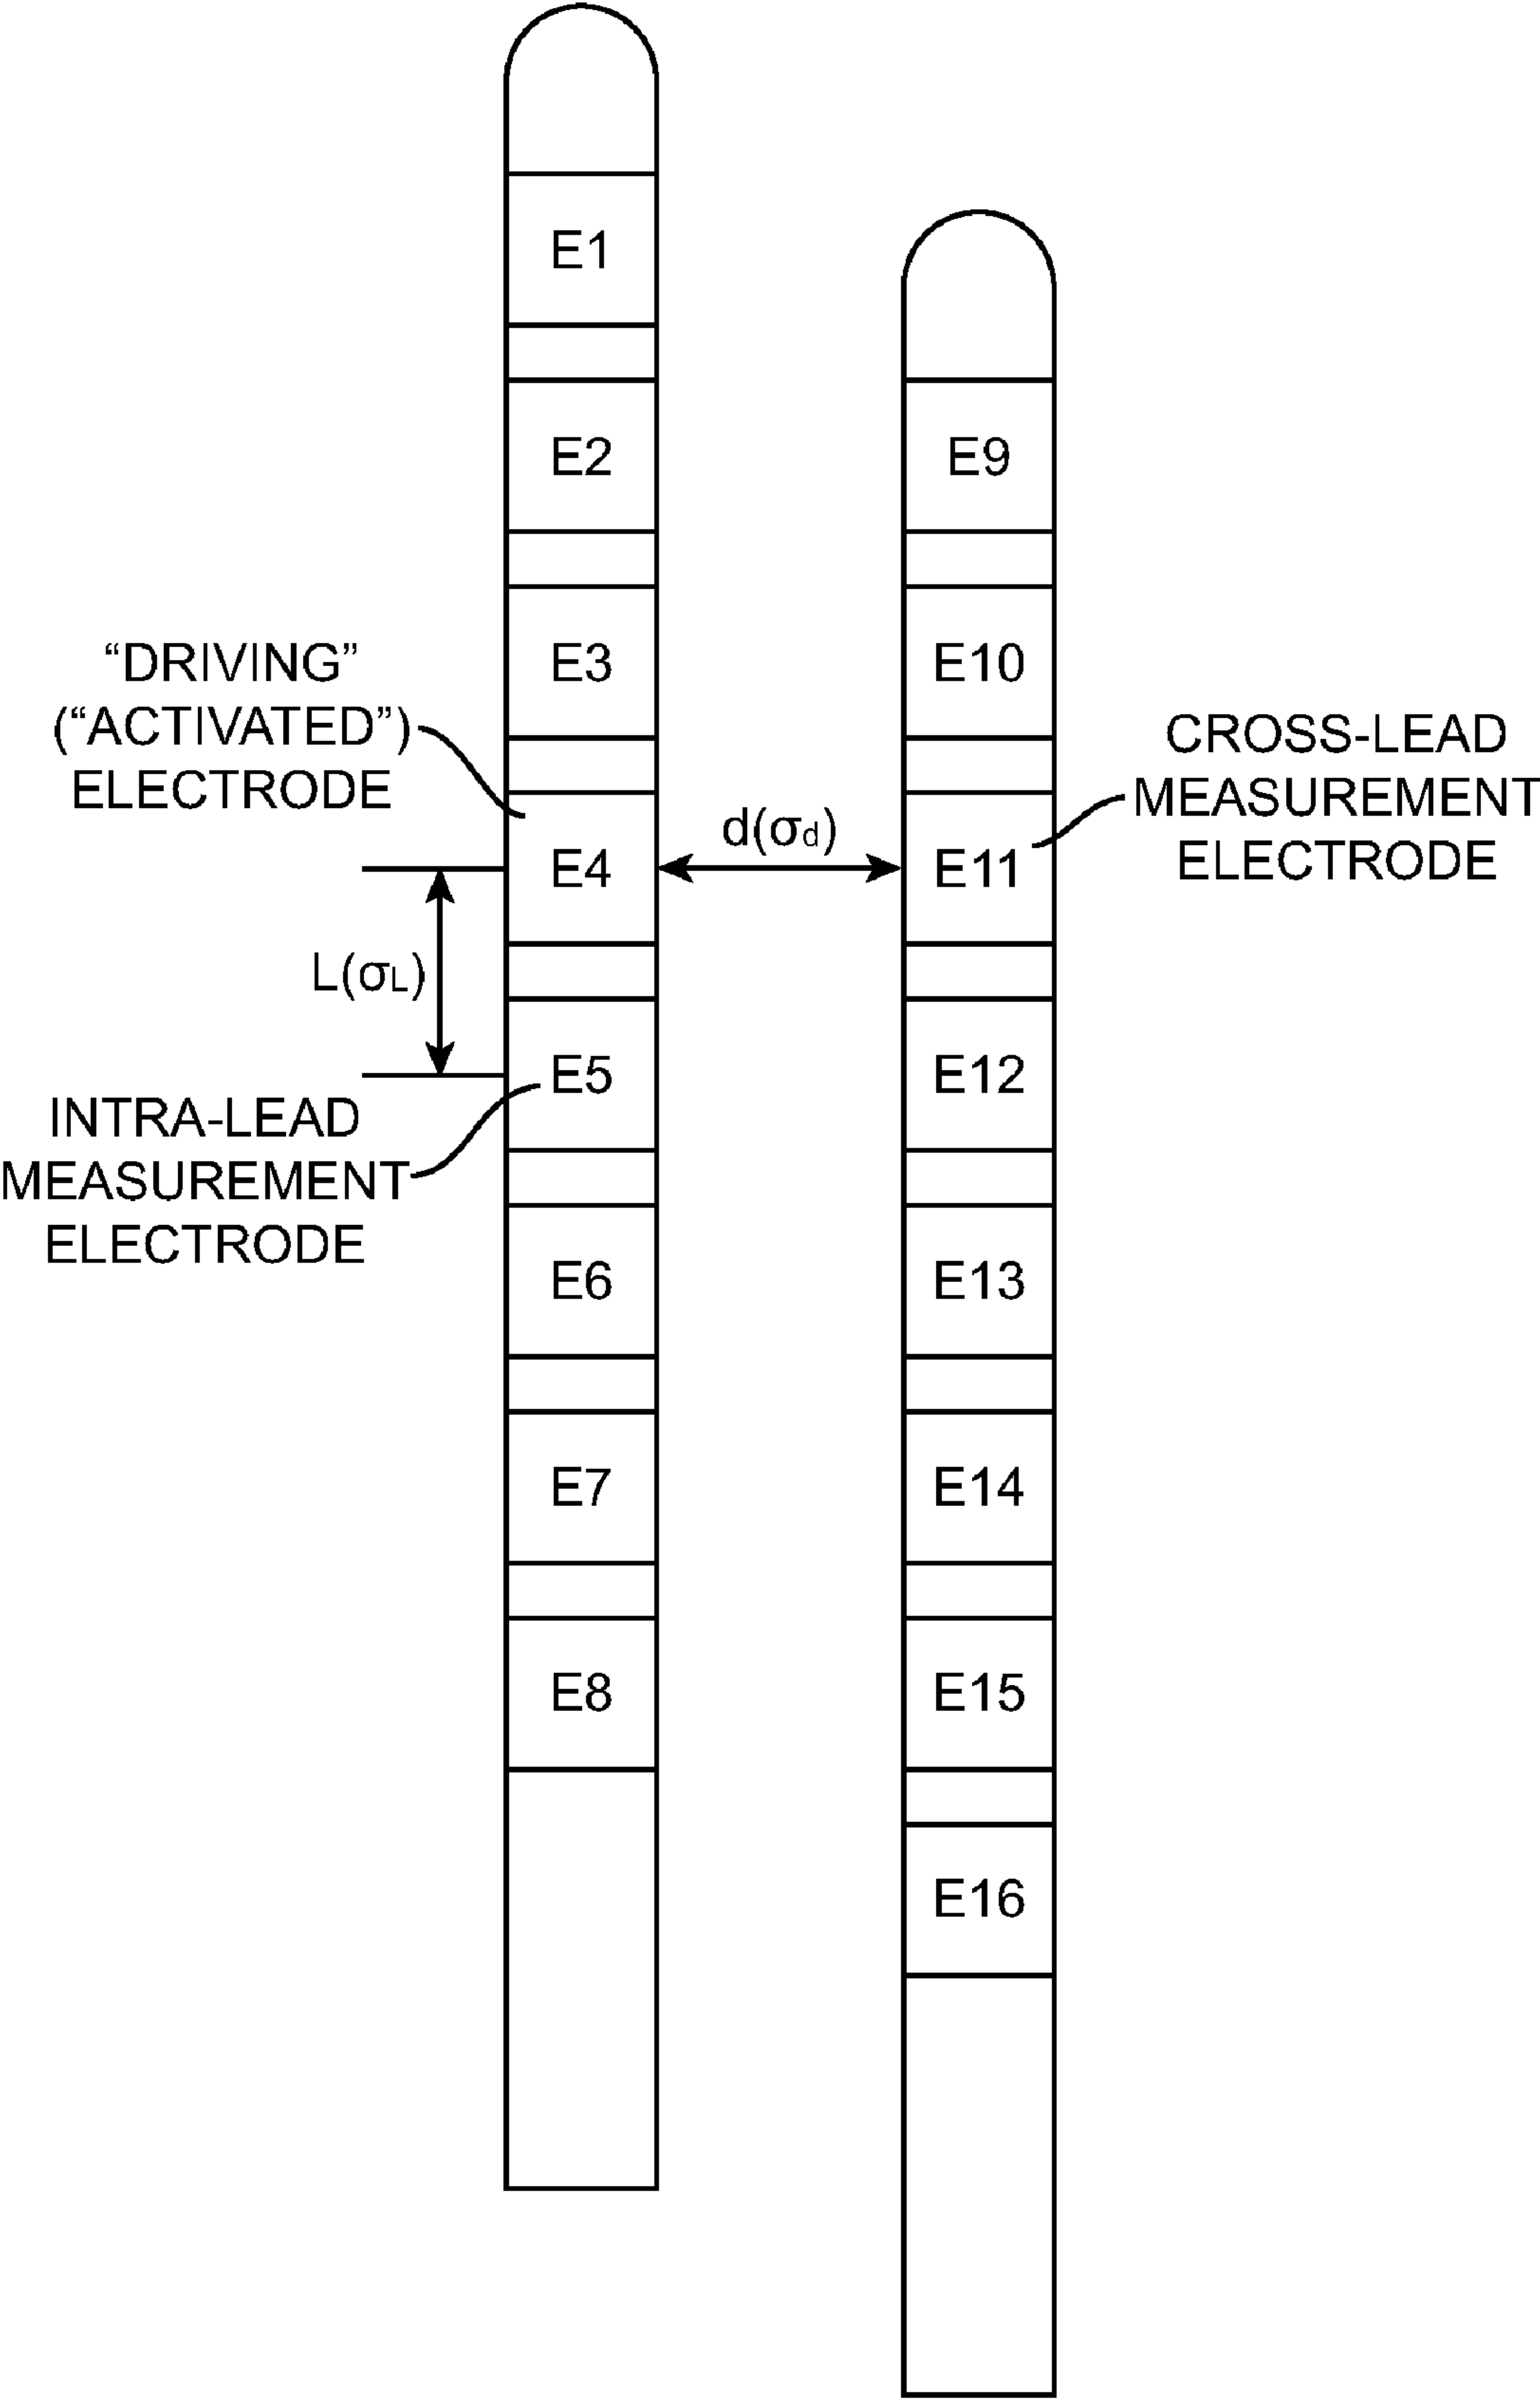 E1
E2
E9
E3
E10
“DRIVING”
(“ACTIVATED”)
ELECTRODE
CROSS-LEAD
MEASUREMENT
ELECTRODE
d(σd)
E4
E11
L(σL)
E5
E12
INTRA-LEAD
MEASUREMENT
ELECTRODE
E6
E13
E7
E14
E8
E15
E16